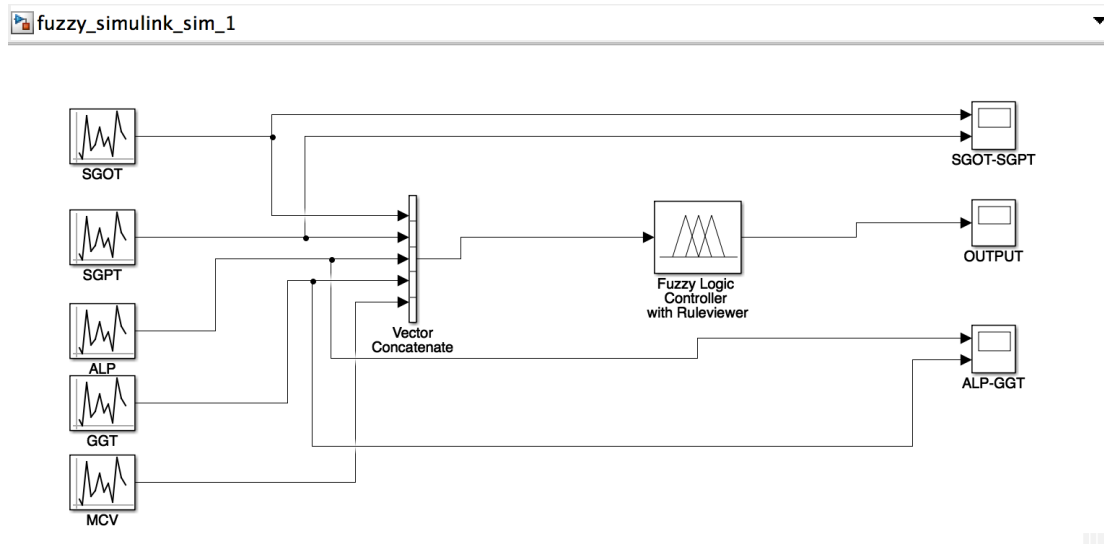 fuzzy_simulink_sim_1
SGOT
SGOT-SGPT
SGPT
OUTPUT
Fuzzy Logic
Controller
with Ruleviewer
Vector
Concatenate
ALP
ALP-GGT
GGT
MCV